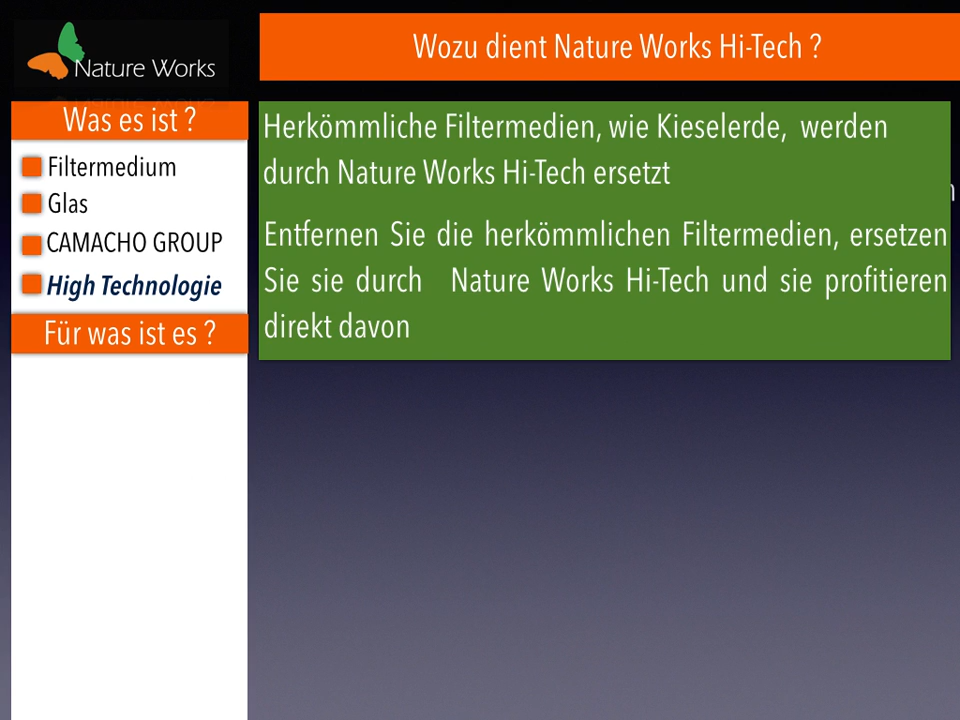 Nature Works
Wozu dient Nature Works Hi-Tech ?
Was es ist ?
Filtermedium
Glas
CAMACHO GROUP
High Technologie
Für was ist es ?
Herkömmliche Filtermedien, wie Kieselerde, werden
durch Nature Works Hi-Tech ersetzt
Entfernen Sie die herkömmlichen Filtermedien, ersetzen
Sie sie durch Nature Works Hi-Tech und sie profitieren
direkt davon